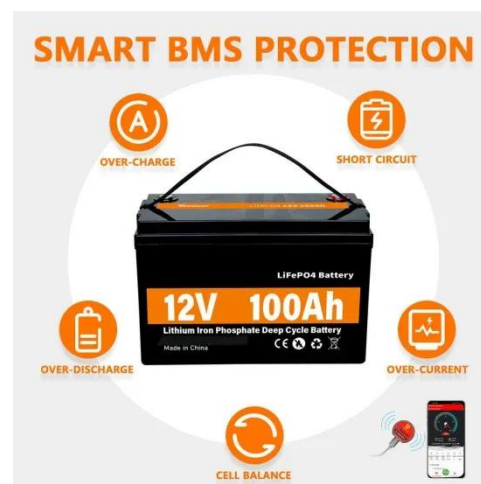 SMART BMS PROTECTION
OVER-CHARGE
SHORT CIRCUIT
LiFePO4 Battery
12V 100Ah
Lithium Iron Phosphate Deep Cycle Battery
Made in China
CE
OVER-DISCHARGE
OVER-CURRENT
CELL BALANCE